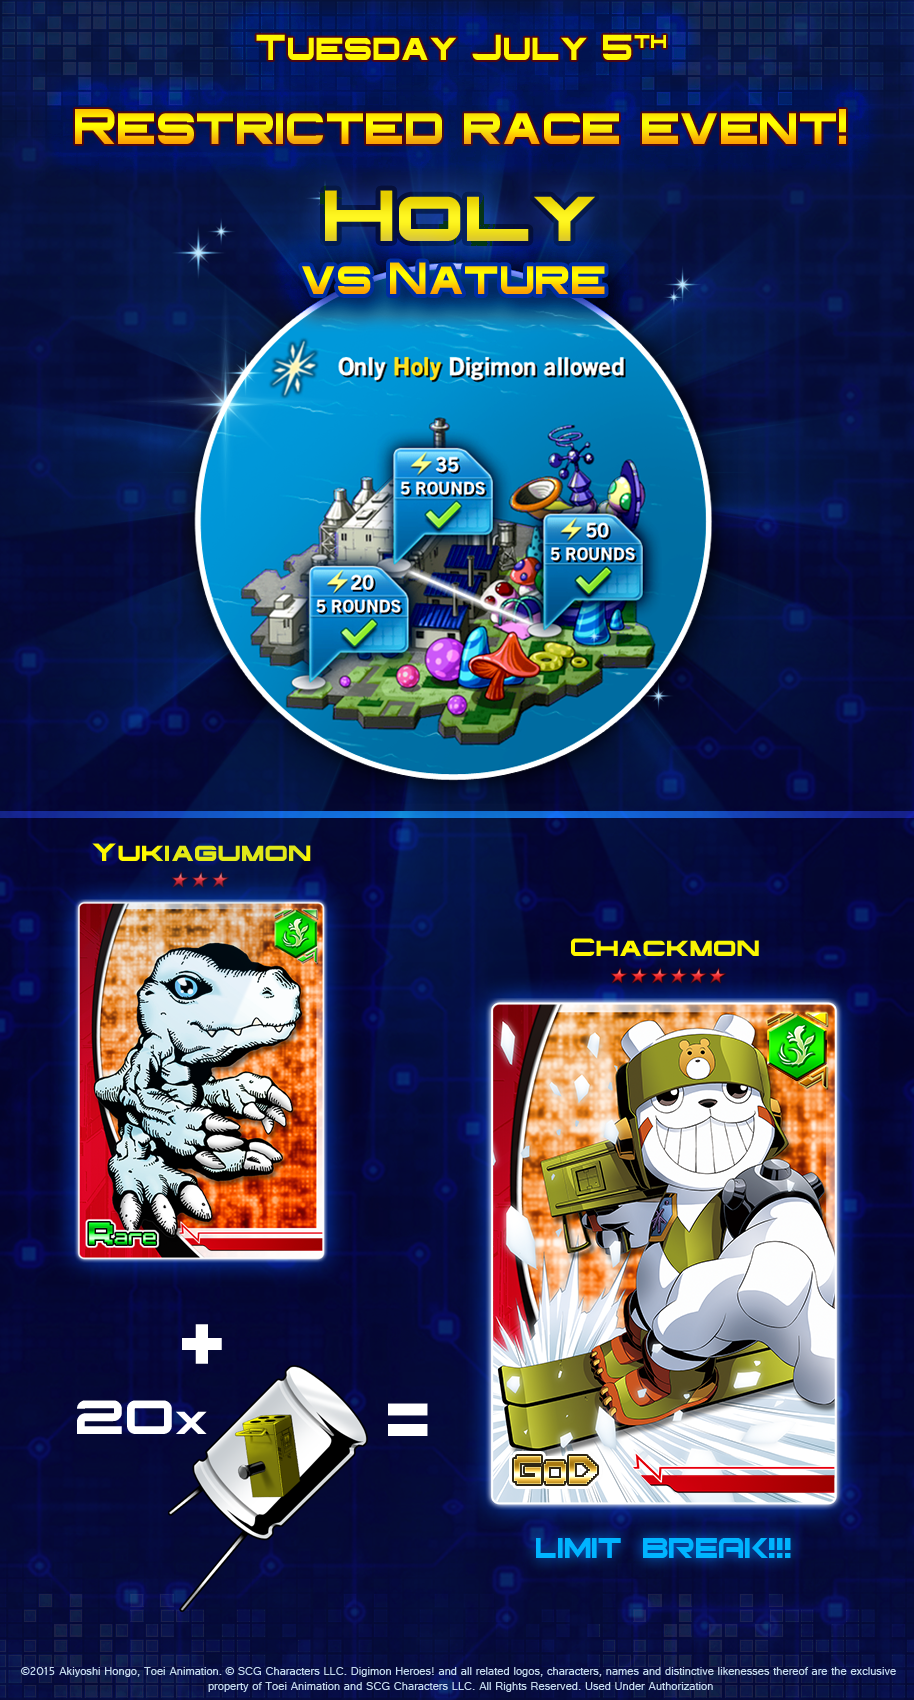 Tuesday July 5th
Restricted race event!
Holy
vs Nature
Only Holy Digimon allowed
35
5 ROUNDS
50
5 ROUNDS
20
5 ROUNDS
Yukiagumon
Rare
Chackmon
GoD
+
20x
=
LIMIT BREAK!!!
©2015 Akiyoshi Hongo, Toei Animation. © SCG Characters LLC. Digimon Heroes! and all related logos, characters, names and distinctive likenesses thereof are the exclusive
property of Toei Animation and SCG Characters LLC. All Rights Reserved. Used Under Authorization